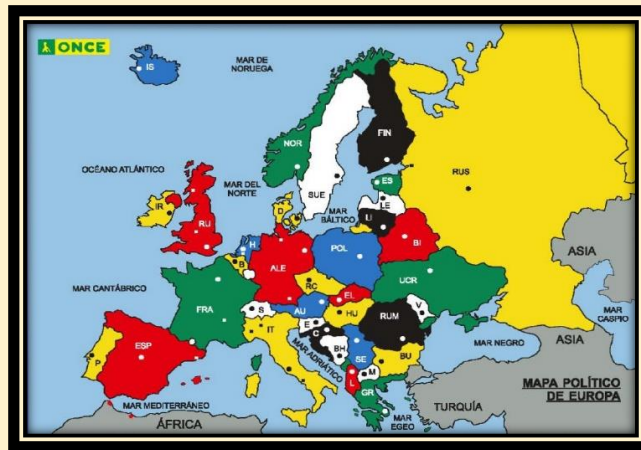 ONCE
MAR DE
NORUEGA
IS
FIN
NOR
RUS
OCÉANO ATLÁNTICO
SUE
ES
MAR DEL
NORTE
LE
IR
D
MAR
BÁLTICO
LI
RU
H
BI
ASIA
POL
B
ALE
RC
UCR
MAR CANTÁBRICO
EL
V
FRA
S
AU
HU
MAR
CASPIO
E
RUM
IT
C
ESP
BH
MAR NEGRO
ASIA
P
MAR ADRIÁTICO
SE
BU
M
L
MAPA POLÍTICO
DE EUROPA
GR
MAR MEDITERRÁNEO
TURQUÍA
MAR
EGEO
ÁFRICA